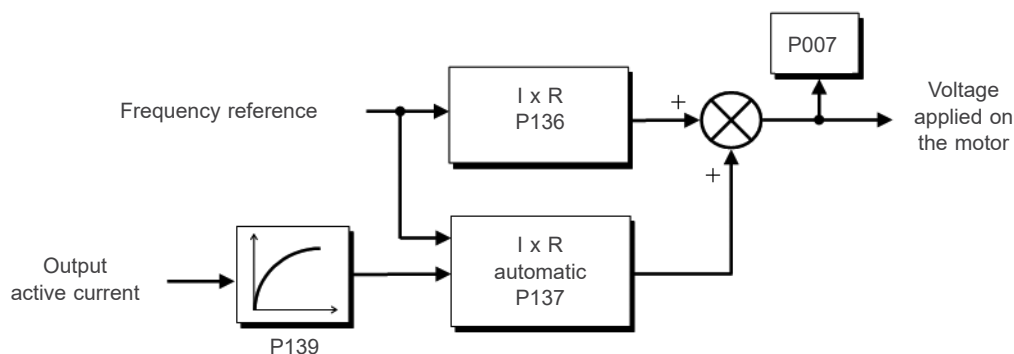 P007
Frequency reference
I x R
P136
+
Voltage
applied on
the motor
+
Output
active current
P139
I x R
automatic
P137